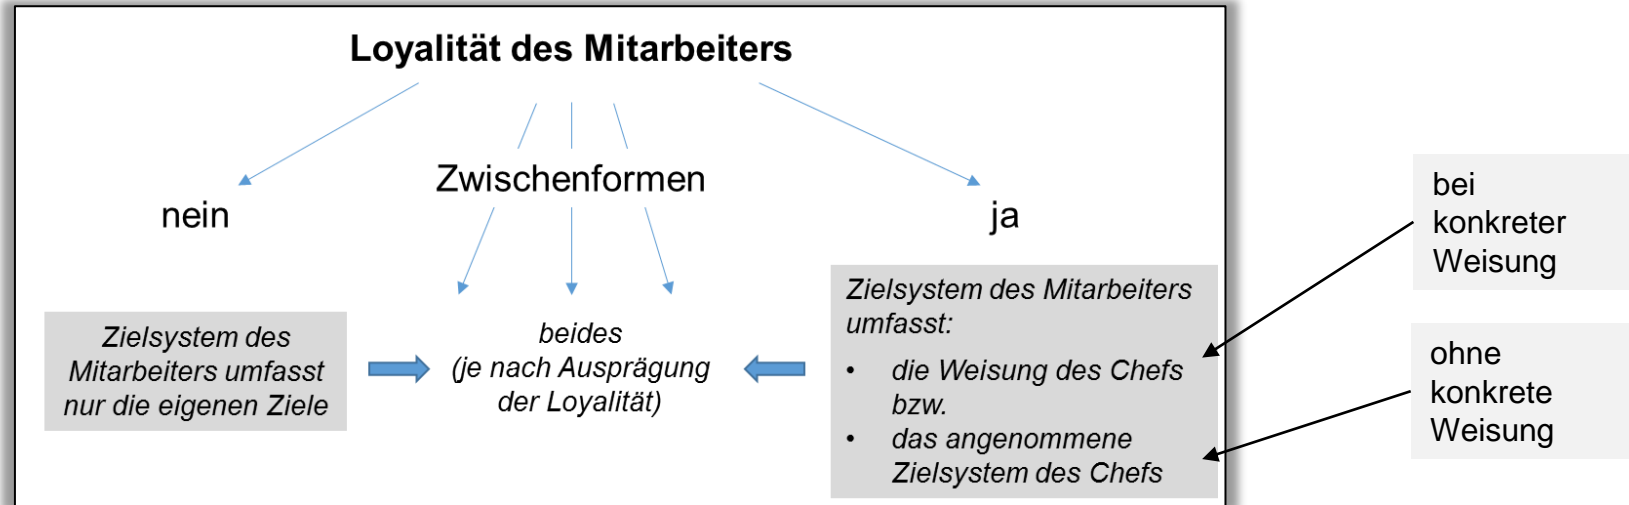 Loyalität des Mitarbeiters
Zwischenformen
nein
ja
Zielsystem des
Mitarbeiters umfasst
nur die eigenen Ziele
beides
(je nach Ausprägung
der Loyalität)
Zielsystem des Mitarbeiters
umfasst:
• die Weisung des Chefs
bzw.
• das angenommene
Zielsystem des Chefs
bei
konkreter
Weisung
ohne
konkrete
Weisung